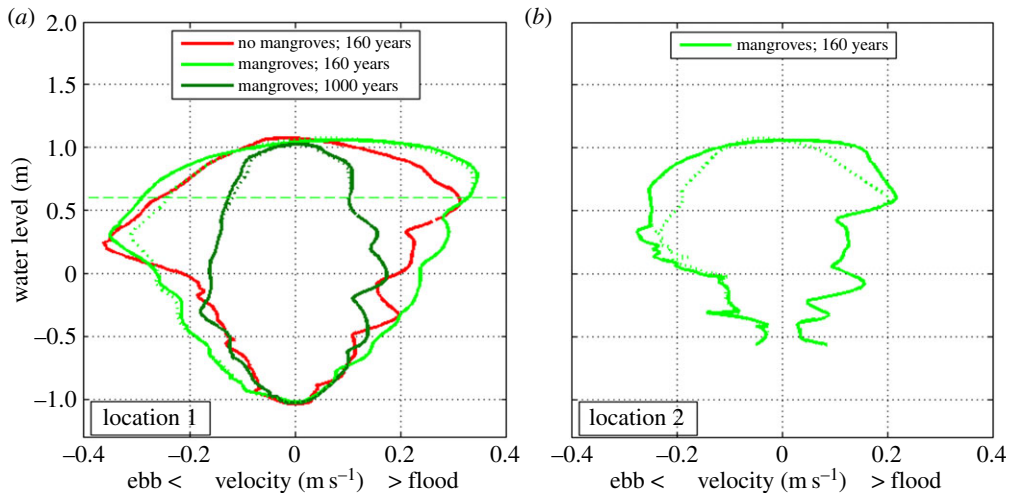 (a)
2.0
1.5
1.0
0.5
0
–0.5
–1.0
water level (m)
no mangroves; 160 years
mangroves; 160 years
mangroves; 1000 years
location 1
–0.4 –0.2 0 0.2 0.4
ebb < velocity (m s⁻¹) > flood
(b)
mangroves; 160 years
location 2
–0.4 –0.2 0 0.2 0.4
ebb < velocity (m s⁻¹) > flood